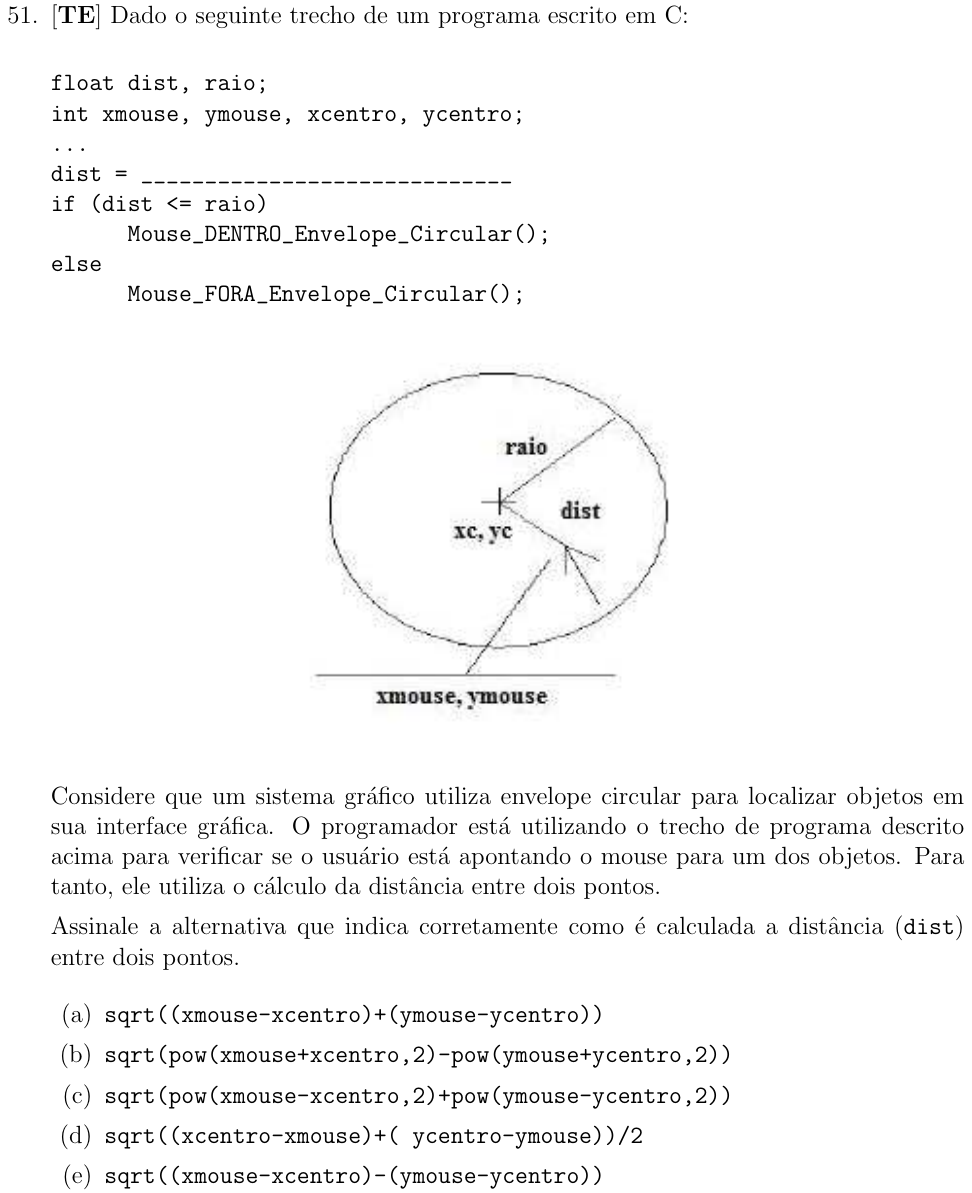 51. [TE] Dado o seguinte trecho de um programa escrito em C:
float dist, raio;
int xmouse, ymouse, xcentro, ycentro;
...
dist = _____________________________
if (dist <= raio)
Mouse_DENTRO_Envelope_Circular();
else
Mouse_FORA_Envelope_Circular();
raio
dist
xc, yc
xmouse, ymouse
Considere que um sistema gráfico utiliza envelope circular para localizar objetos em
sua interface gráfica. O programador está utilizando o trecho de programa descrito
acima para verificar se o usuário está apontando o mouse para um dos objetos. Para
tanto, ele utiliza o cálculo da distância entre dois pontos.
Assinale a alternativa que indica corretamente como é calculada a distância (dist)
entre dois pontos.
(a) sqrt((xmouse-xcentro)+(ymouse-ycentro))
(b) sqrt(pow(xmouse+xcentro,2)-pow(ymouse+ycentro,2))
(c) sqrt(pow(xmouse-xcentro,2)+pow(ymouse-ycentro,2))
(d) sqrt((xcentro-xmouse)+( ycentro-ymouse))/2
(e) sqrt((xmouse-xcentro)-(ymouse-ycentro))